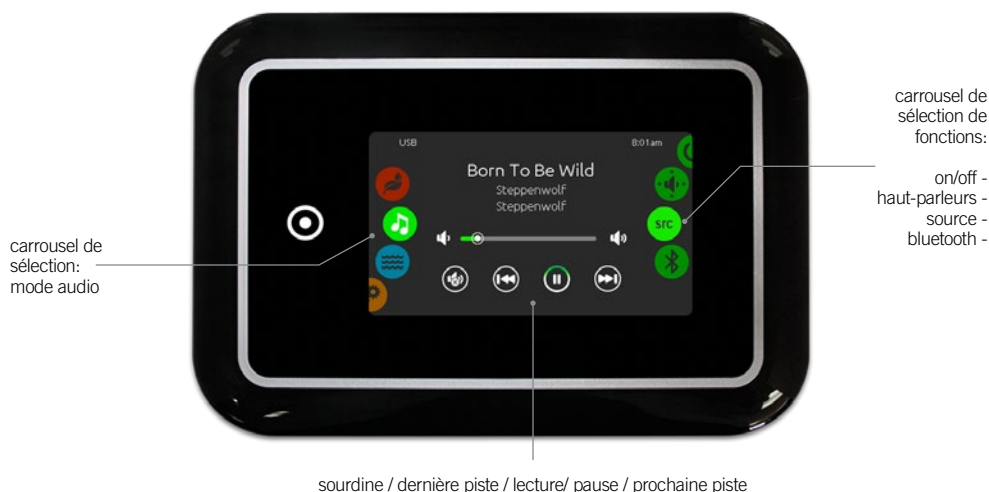 USB
8:01am
Born To Be Wild
Steppenwolf
Steppenwolf
src
carrousel de
sélection:
mode audio
carrousel de
sélection de
fonctions:
on/off -
haut-parleurs -
source -
bluetooth -
sourdine / dernière piste / lecture/ pause / prochaine piste